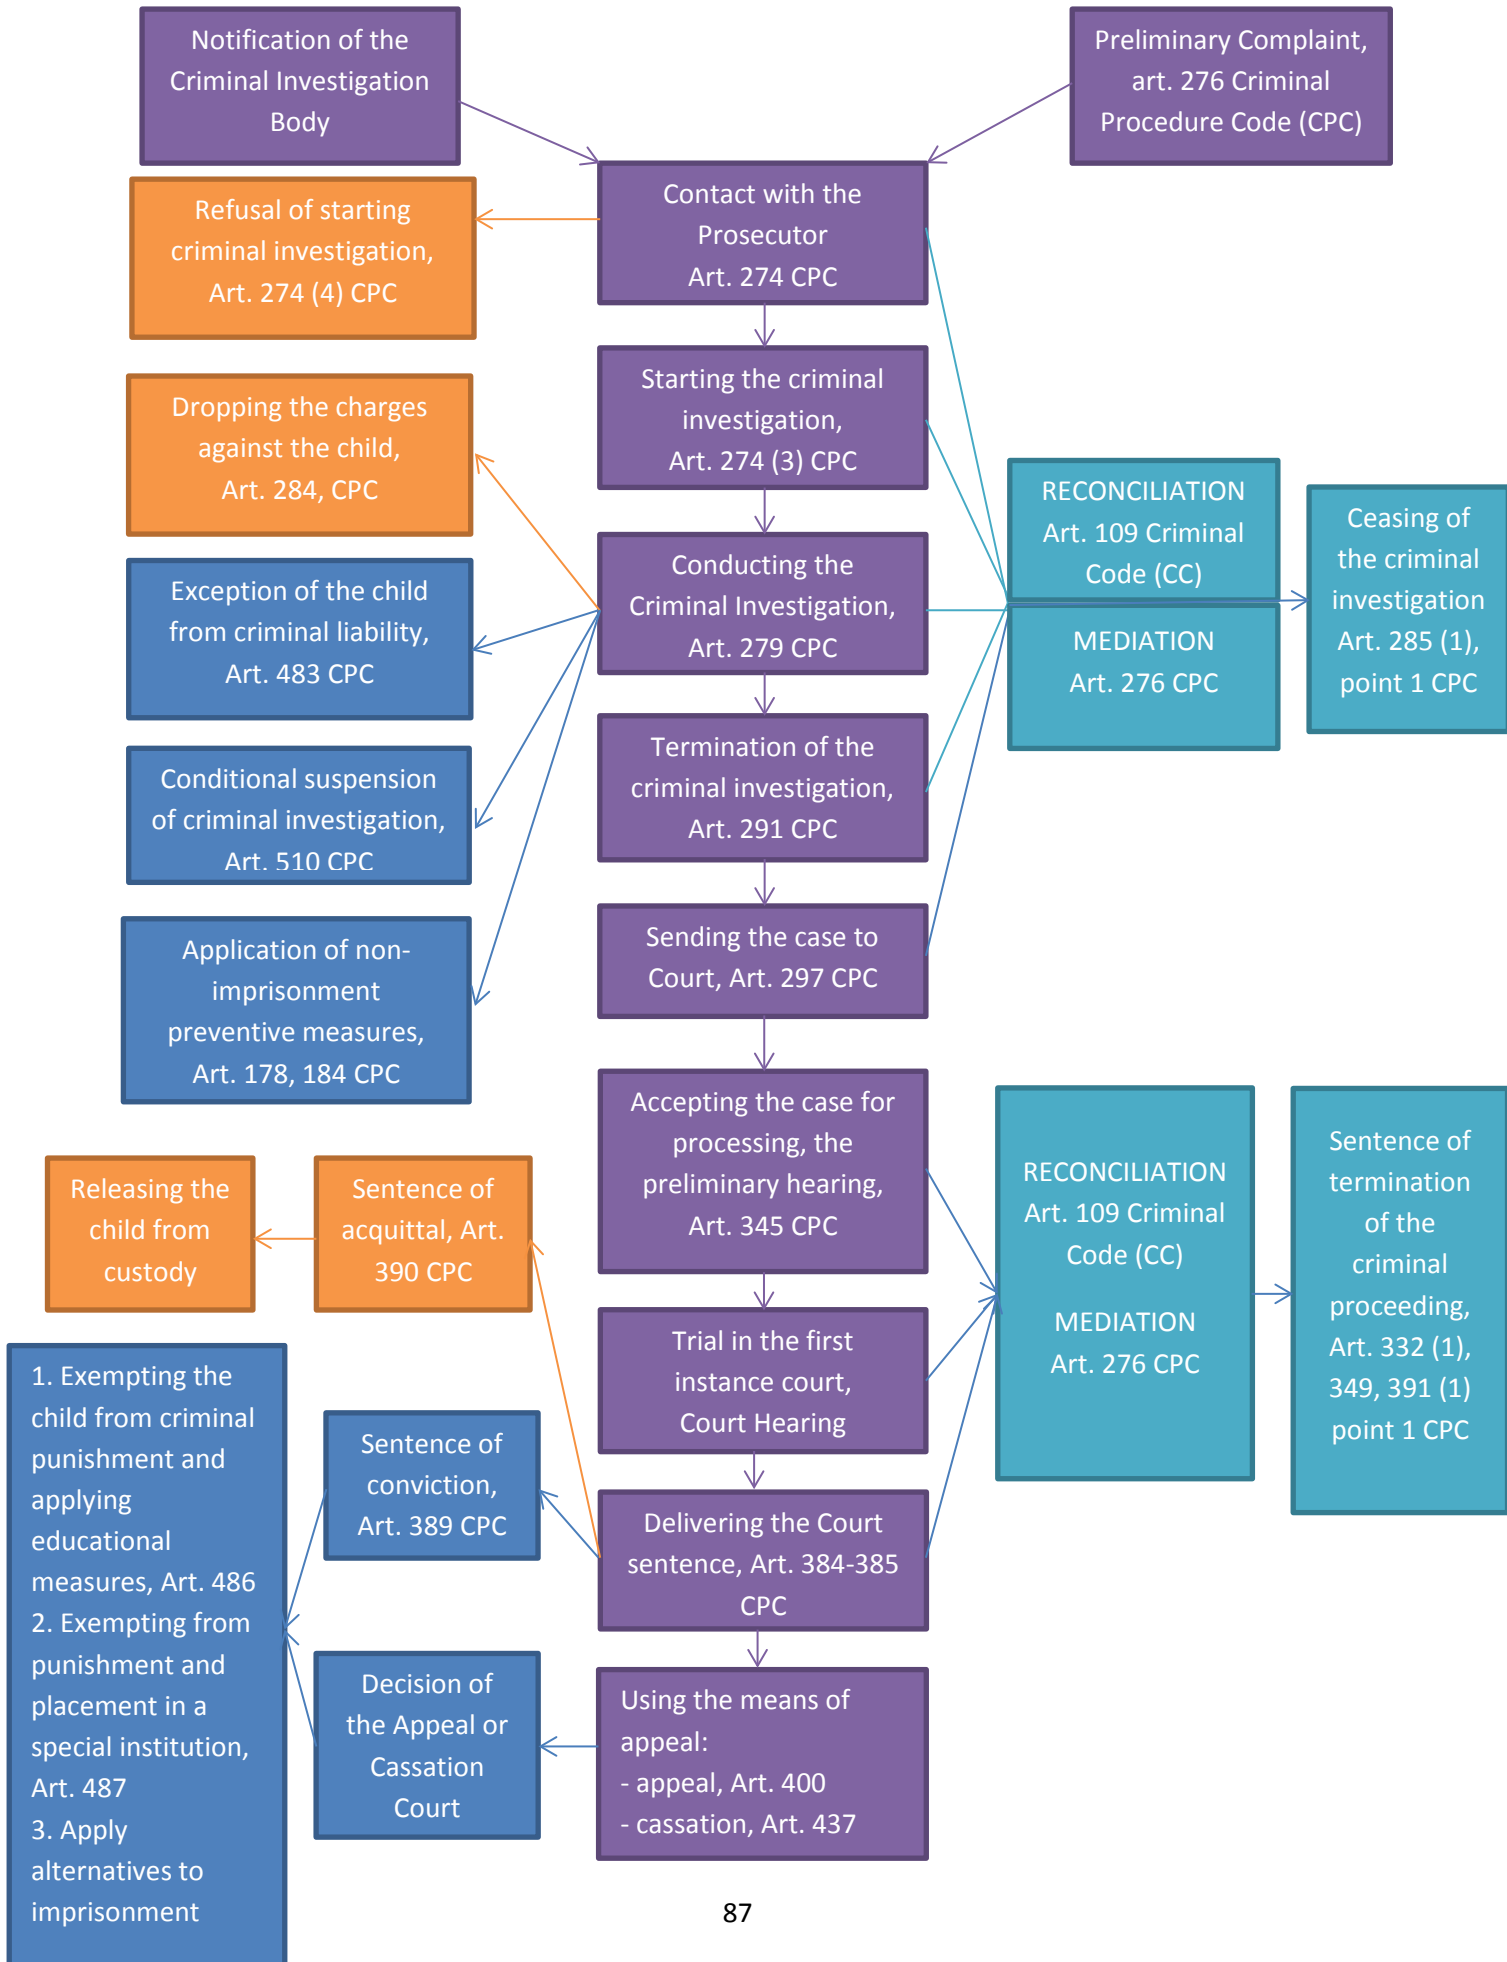 Notification of the
Criminal Investigation
Body
Preliminary Complaint,
art. 276 Criminal
Procedure Code (CPC)
Contact with the
Prosecutor
Art. 274 CPC
Refusal of starting
criminal investigation,
Art. 274 (4) CPC
Starting the criminal
investigation,
Art. 274 (3) CPC
Dropping the charges
against the child,
Art. 284, CPC
RECONCILIATION
Art. 109 Criminal
Code (CC)
MEDIATION
Art. 276 CPC
Ceasing of
the criminal
investigation
Art. 285 (1),
point 1 CPC
Conducting the
Criminal Investigation,
Art. 279 CPC
Exception of the child
from criminal liability,
Art. 483 CPC
Termination of the
criminal investigation,
Art. 291 CPC
Conditional suspension
of criminal investigation,
Art. 510 CPC
Sending the case to
Court, Art. 297 CPC
Application of non-
imprisonment
preventive measures,
Art. 178, 184 CPC
Accepting the case for
processing, the
preliminary hearing,
Art. 345 CPC
RECONCILIATION
Art. 109 Criminal
Code (CC)
MEDIATION
Art. 276 CPC
Sentence of
termination
of the
criminal
proceeding,
Art. 332 (1),
349, 391 (1)
point 1 CPC
Releasing the
child from
custody
Sentence of
acquittal, Art.
390 CPC
Trial in the first
instance court,
Court Hearing
1. Exempting the
child from criminal
punishment and
applying
educational
measures, Art. 486
2. Exempting from
punishment and
placement in a
special institution,
Art. 487
3. Apply
alternatives to
imprisonment
Sentence of
conviction,
Art. 389 CPC
Delivering the Court
sentence, Art. 384-385
CPC
Decision of
the Appeal or
Cassation
Court
Using the means of
appeal:
- appeal, Art. 400
- cassation, Art. 437
87